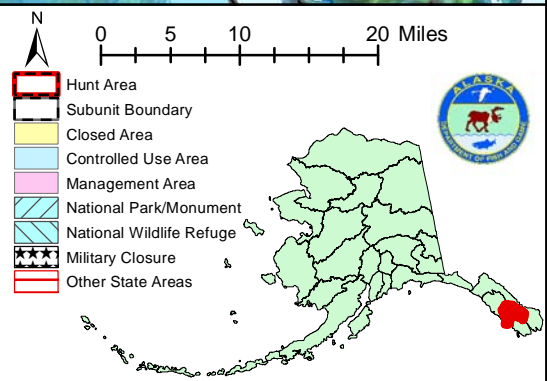 N
0 5 10 20 Miles
Hunt Area
Subunit Boundary
Closed Area
Controlled Use Area
Management Area
National Park/Monument
National Wildlife Refuge
Military Closure
Other State Areas
ALASKA
DEPARTMENT OF FISH AND GAME